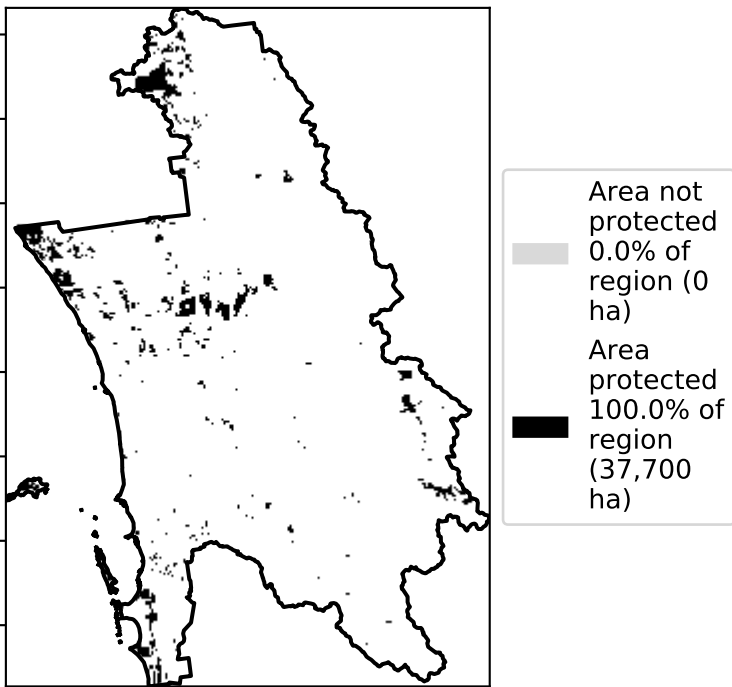 Area not
protected
0.0% of
region (0
ha)
Area
protected
100.0% of
region
(37,700
ha)